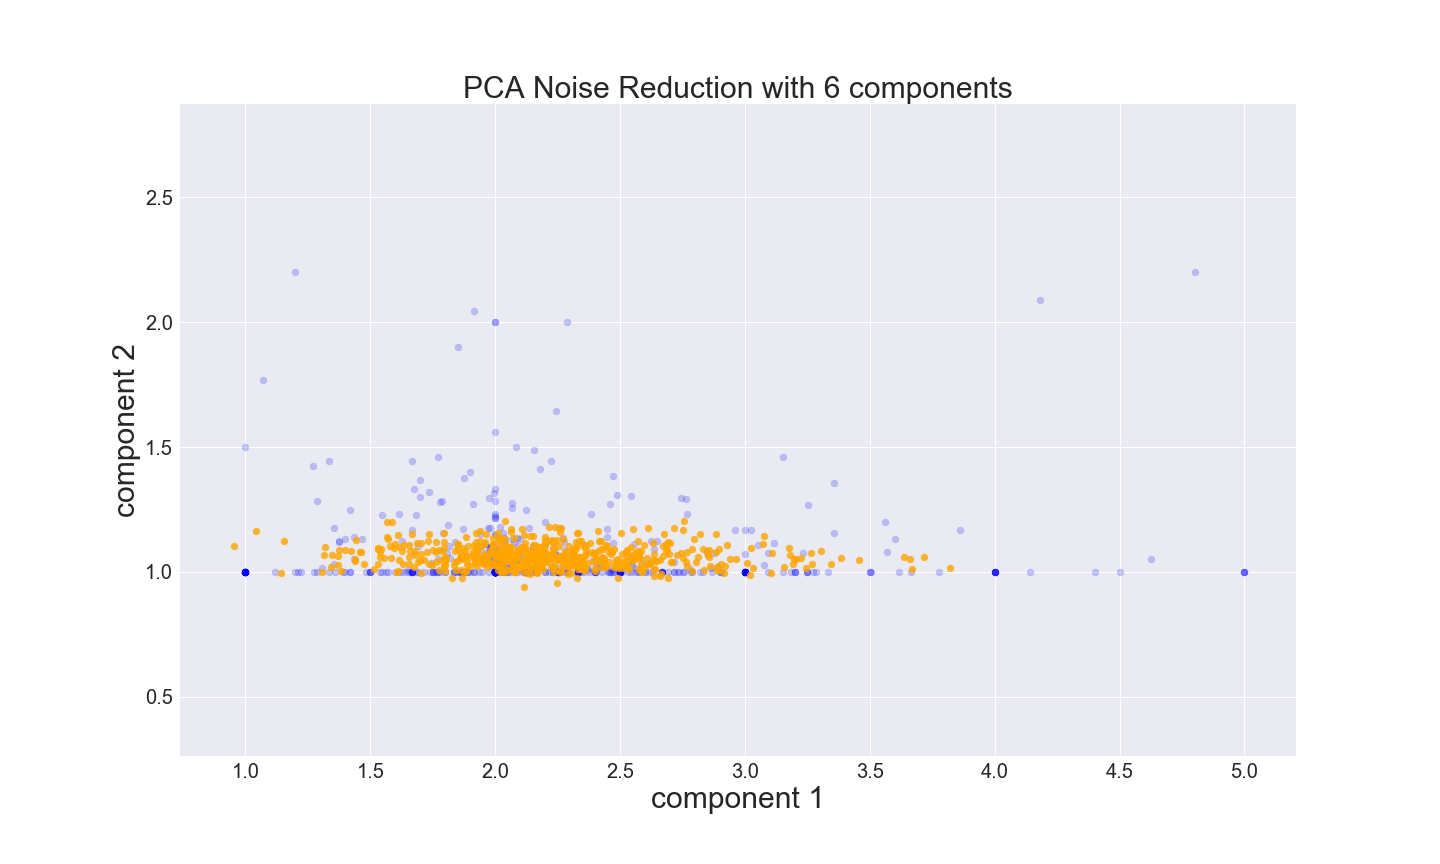 PCA Noise Reduction with 6 components
component 2
2.5
2.0
1.5
1.0
0.5
1.0 1.5 2.0 2.5 3.0 3.5 4.0 4.5 5.0
component 1